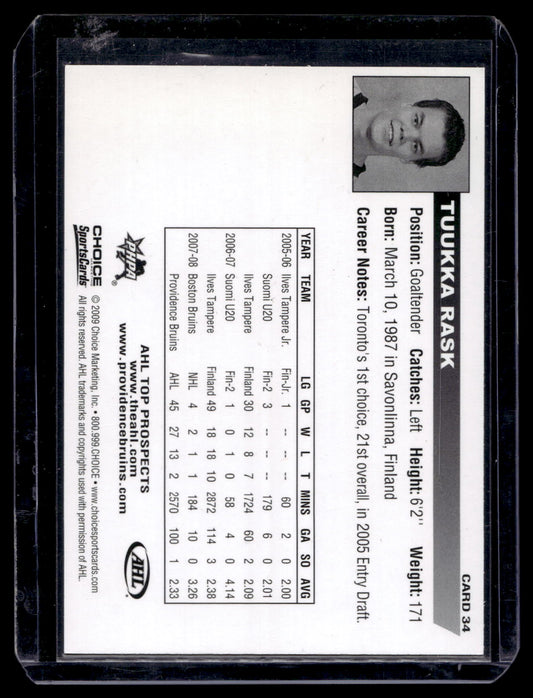 CARD 34
TUUKKA RASK
Position: Goaltender Catches: Left Height: 6'2" Weight: 171
Born: March 10, 1987 in Savonlinna, Finland
Career Notes: Toronto's 1st choice, 21st overall, in 2005 Entry Draft.
YEAR TEAM LG GP W L T MINS GA SO AVG
2005-06 Ilves Tampere Jr. Fin-Jr. 1 -- -- -- 60 2 0 2.00
Suomi U20 Fin-2 3 -- -- -- 179 6 0 2.01
Ilves Tampere Finland 30 12 8 7 1724 60 2 2.09
2006-07 Suomi U20 Fin-2 1 0 1 0 58 4 0 4.14
Ilves Tampere Finland 49 18 18 10 2872 114 3 2.38
2007-08 Boston Bruins NHL 4 2 1 1 184 10 0 3.26
Providence Bruins AHL 45 27 13 2 2570 100 1 2.33
PHPA
AHL TOP PROSPECTS
www.theahl.com
www.providencebruins.com
AHL
CHOICE
SportsCards
© 2009 Choice Marketing, Inc. • 800.999.CHOICE • www.choicesportscards.com
All rights reserved. AHL trademarks and copyrights used with permission of AHL.